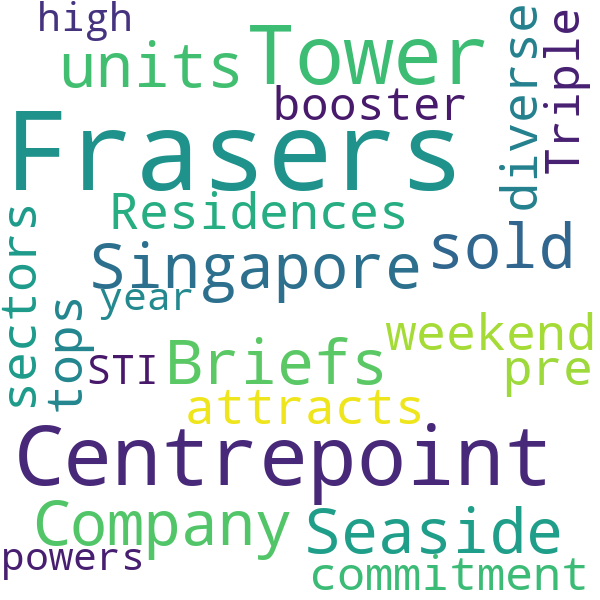 high
units
Tower
diverse
Triple
booster
Frasers
Residences
sold
Singapore
sectors
tops
year
weekend
STI
Briefs
pre
attracts
Centrepoint
Company
Seaside
powers
commitment